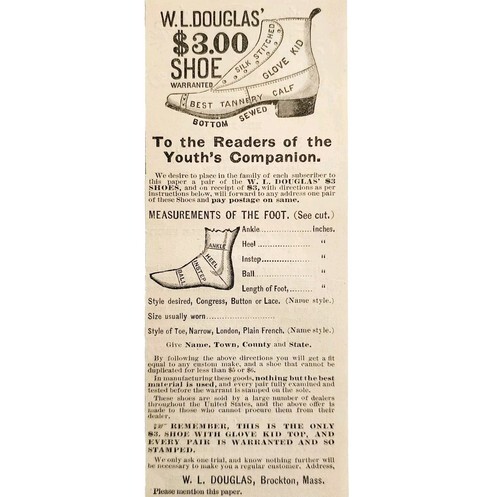 W.L. DOUGLAS'
$3.00
SHOE
WARRANTED
SILK STITCHED
GLOVE KID
BEST TANNERY CALF
BOTTOM SEWED
To the Readers of the
Youth's Companion.
We desire to place in the family of each subscriber to
this paper a pair of the W. L. DOUGLAS' $3
SHOES, and on receipt of $3, with directions as per
instructions below, will forward to any address one pair
of these Shoes and pay postage on same.
MEASUREMENTS OF THE FOOT. (See cut.)
Ankle .................... Inches.
Heel .................... "
Instep .................... "
Ball .................... "
Length of Foot, ........ "
ANKLE
HEEL
INSTEP
BALL
Style desired, Congress, Button or Lace. (Name style.)
Size usually worn ....................
Style of Toe, Narrow, London, Plain French. (Name style.)
Give Name, Town, County and State.
By following the above directions you will get a fit
equal to any custom make, and a shoe that cannot be
duplicated for less than $5 or $6.
In manufacturing these goods, nothing but the best
material is used, and every pair fully examined and
tested before the warrant is stamped on the sole.
These shoes are sold by a large number of dealers
throughout the United States, and the above offer is
made to those who cannot procure them from their
dealer.
☞ REMEMBER, THIS IS THE ONLY
$3. SHOE WITH GLOVE KID TOP, AND
EVERY PAIR IS WARRANTED AND SO
STAMPED.
We only ask one trial, and know nothing further will
be necessary to make you a regular customer. Address,
W. L. DOUGLAS, Brockton, Mass.
Please mention this paper.